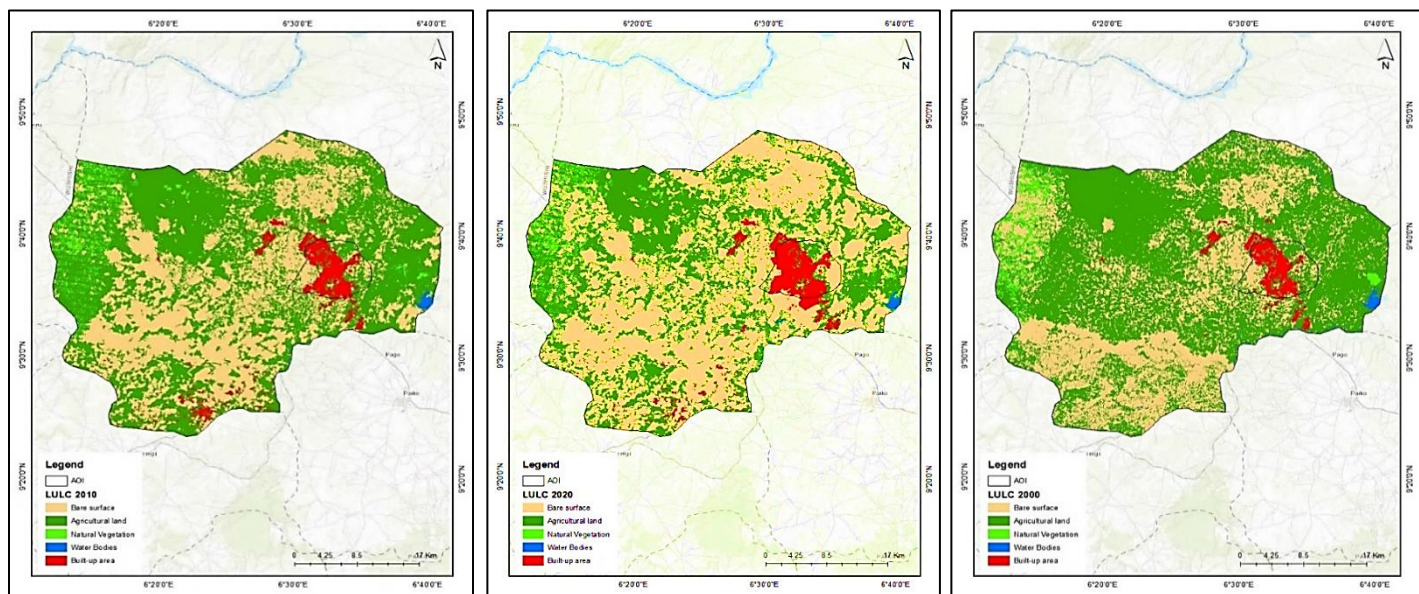 6°20'0"E 6°30'0"E 6°40'0"E
N
9°50'0"N
9°40'0"N
9°30'0"N
9°20'0"N
Pago
Paiko
Legend
AOI
LULC 2010
Bare surface
Agricultural land
Natural Vegetation
Water Bodies
Built-up area
0 4.25 8.5 17 Km
6°20'0"E 6°30'0"E 6°40'0"E
6°20'0"E 6°30'0"E 6°40'0"E
N
9°50'0"N
9°40'0"N
9°30'0"N
9°20'0"N
Pago
Paiko
Legend
AOI
LULC 2020
Bare surface
Agricultural land
Natural Vegetation
Water Bodies
Built-up area
0 4.25 8.5 17 Km
6°20'0"E 6°30'0"E 6°40'0"E
6°20'0"E 6°30'0"E 6°40'0"E
N
9°50'0"N
9°40'0"N
9°30'0"N
9°20'0"N
Pago
Paiko
Legend
AOI
LULC 2000
Bare surface
Agricultural land
Natural Vegetation
Water Bodies
Built-up area
0 4.25 8.5 17 Km
6°20'0"E 6°30'0"E 6°40'0"E